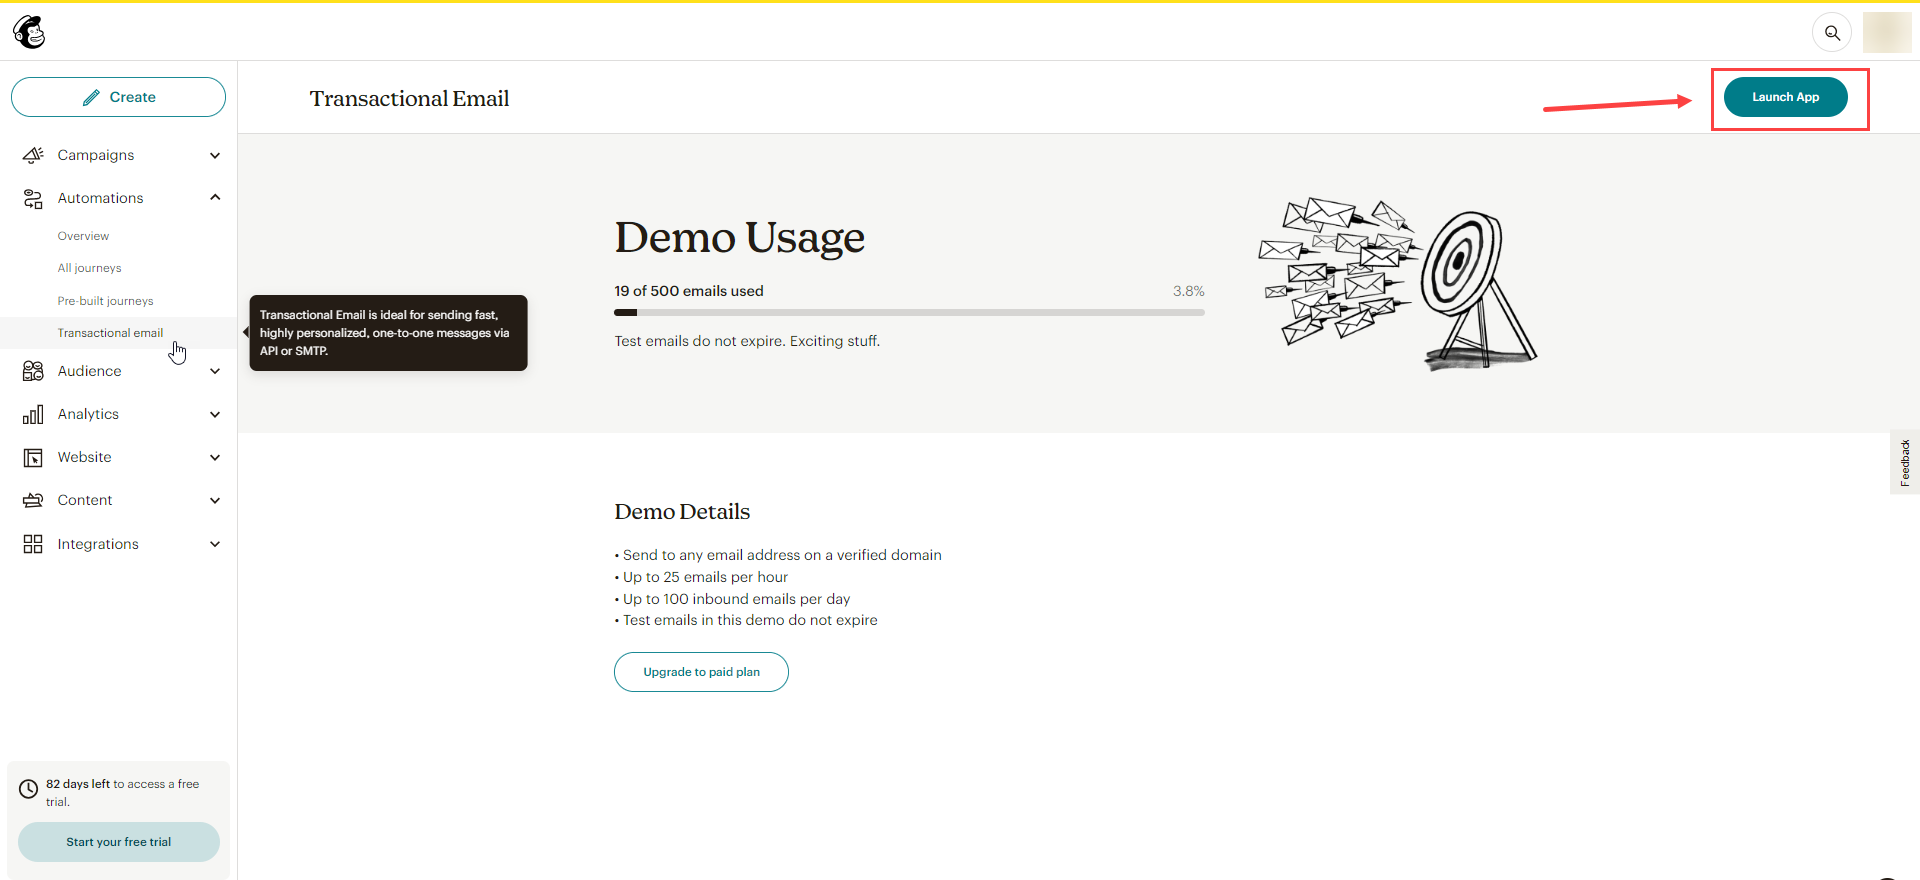 Create
Transactional Email
Launch App
Campaigns
Automations
Overview
All journeys
Pre-built journeys
Transactional email
Transactional Email is ideal for sending fast,
highly personalized, one-to-one messages via
API or SMTP.
Audience
Analytics
Website
Content
Integrations
82 days left to access a free
trial.
Start your free trial
Demo Usage
19 of 500 emails used
3.8%
Test emails do not expire. Exciting stuff.
Demo Details
• Send to any email address on a verified domain
• Up to 25 emails per hour
• Up to 100 inbound emails per day
• Test emails in this demo do not expire
Upgrade to paid plan
Feedback